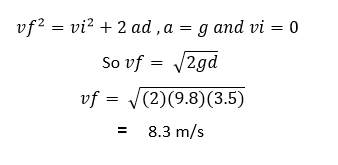 vf² = vi² + 2 ad , a = g and vi = 0
So vf = √2gd
vf = √(2)(9.8)(3.5)
= 8.3 m/s